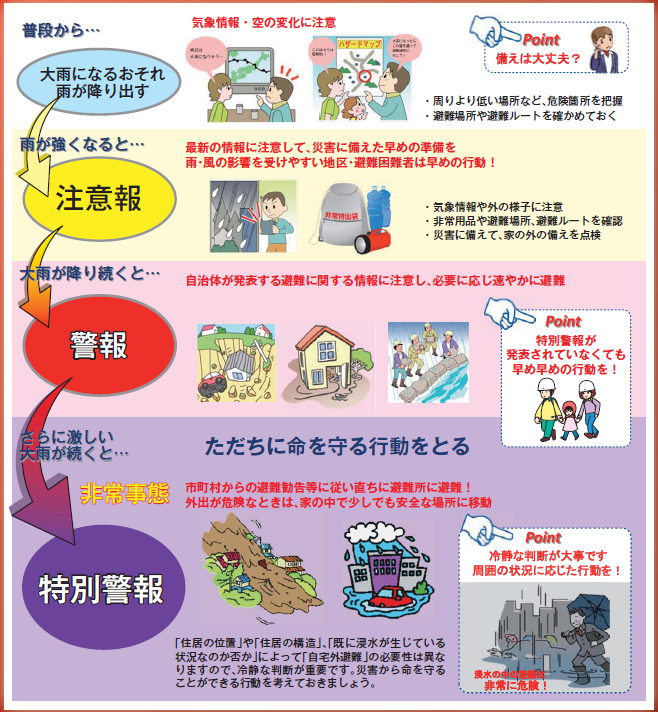 普段から…
気象情報・空の変化に注意
Point
備えは大丈夫？
大雨になるおそれ
雨が降り出す
明日は
大雨になりそう…
ハザードマップ
・周りより低い場所など、危険箇所を把握
・避難場所や避難ルートを確かめておく
雨が強くなると…
最新の情報に注意して、災害に備えた早めの準備を
雨・風の影響を受けやすい地区・避難困難者は早めの行動！
注意報
非常持出袋
・気象情報や外の様子に注意
・非常用品や避難場所、避難ルートを確認
・災害に備えて、家の外の備えを点検
大雨が降り続くと…
自治体が発表する避難に関する情報に注意し、必要に応じ速やかに避難
警報
Point
特別警報が
発表されていなくても
早め早めの行動を！
さらに激しい
大雨が続くと…
ただちに命を守る行動をとる
非常事態
市町村からの避難勧告等に従い直ちに避難所に避難！
外出が危険なときは、家の中で少しでも安全な場所に移動
特別警報
Point
冷静な判断が大事です
周囲の状況に応じた行動を！
浸水の中の
非常に危険！
「住居の位置」や「住居の構造」、「既に浸水が生じている
状況なのか否か」によって「自宅外避難」の必要性は異な
りますので、冷静な判断が重要です。災害から命を守る
ことができる行動を考えておきましょう。